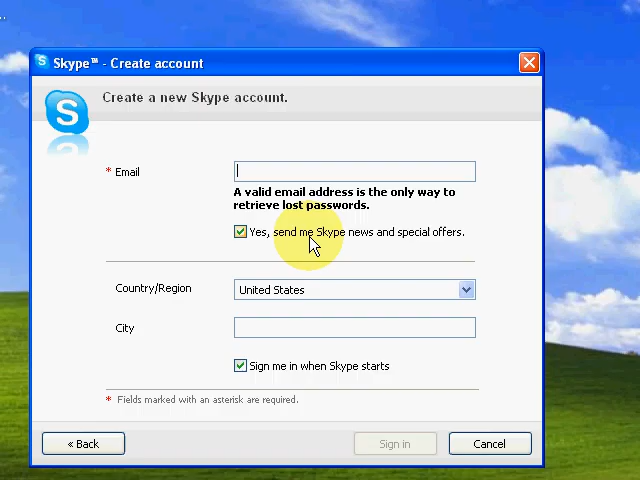 Skype™ - Create account
Create a new Skype account.
* Email
A valid email address is the only way to
retrieve lost passwords.
Yes, send me Skype news and special offers.
Country/Region United States
City
Sign me in when Skype starts
* Fields marked with an asterisk are required.
« Back Sign in Cancel